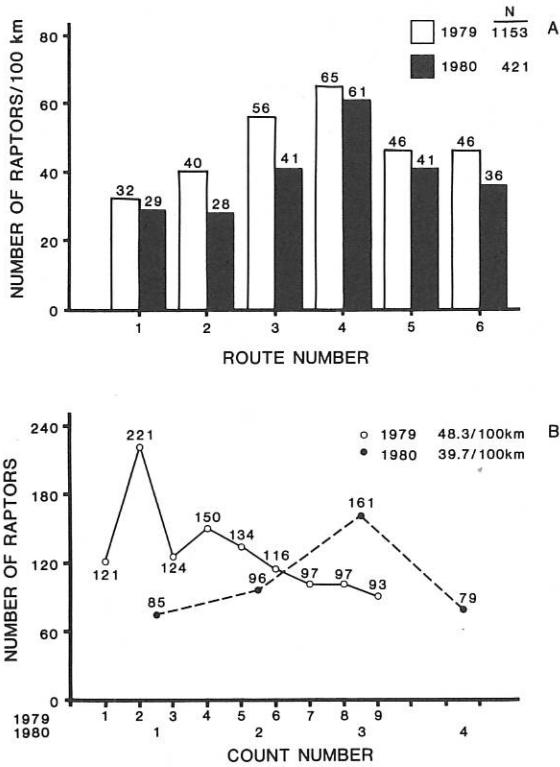 N
1979 1153
A
1980 421
NUMBER OF RAPTORS/100 km
80
60
40
20
0
32 29 40 28 56 41 65 61 46 41 46 36
1 2 3 4 5 6
ROUTE NUMBER
B
1979 48.3/100km
1980 39.7/100km
NUMBER OF RAPTORS
240
180
120
60
0
121 221 124 150 134 116 97 97 93
85 96 161 79
1979 1 2 3 4 5 6 7 8 9
1980 1 2 3 4
COUNT NUMBER